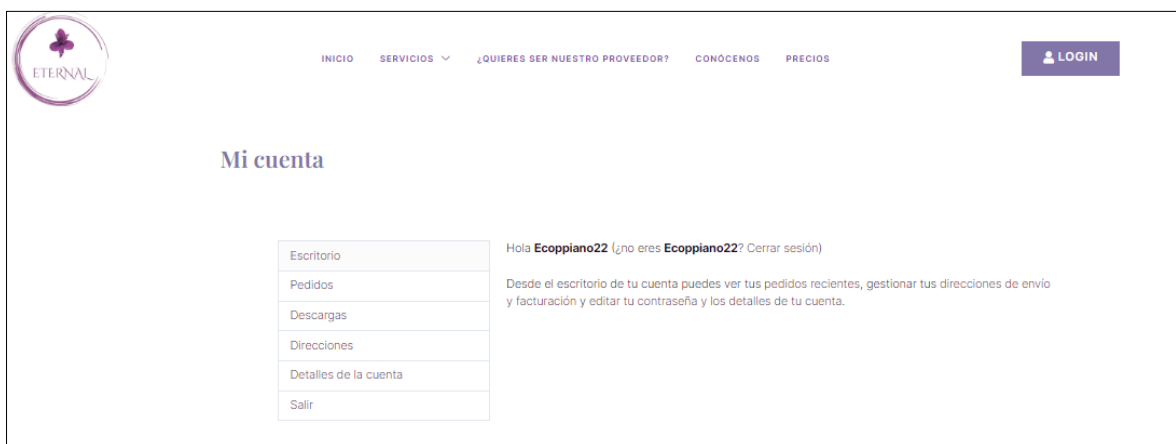 ETERNAL
INICIO SERVICIOS ¿QUIERES SER NUESTRO PROVEEDOR? CONÓCENOS PRECIOS
LOGIN
Mi cuenta
Escritorio
Pedidos
Descargas
Direcciones
Detalles de la cuenta
Salir
Hola Ecoppiano22 (¿no eres Ecoppiano22? Cerrar sesión)
Desde el escritorio de tu cuenta puedes ver tus pedidos recientes, gestionar tus direcciones de envío
y facturación y editar tu contraseña y los detalles de tu cuenta.